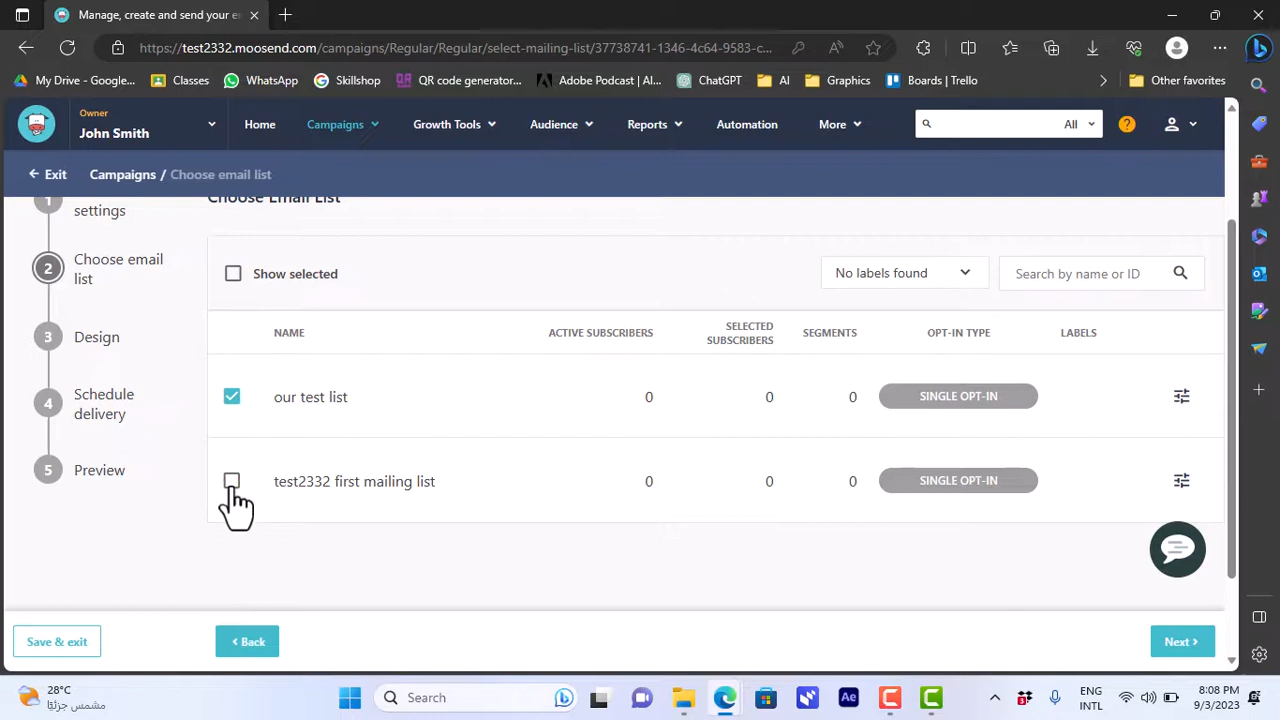 Manage, create and send your e
https://test2332.moosend.com/campaigns/Regular/Regular/select-mailing-list/37738741-1346-4c64-9583-c...
My Drive - Google...
Classes
WhatsApp
Skillshop
QR code generator...
Adobe Podcast | AI...
ChatGPT
AI
Graphics
Boards | Trello
Other favorites
Owner
John Smith
Home
Campaigns
Growth Tools
Audience
Reports
Automation
More
All
?
Exit
Campaigns / Choose email list
1
settings
2
Choose email
list
3
Design
4
Schedule
delivery
5
Preview
Choose Email List
Show selected
No labels found
Search by name or ID
NAME
ACTIVE SUBSCRIBERS
SELECTED
SUBSCRIBERS
SEGMENTS
OPT-IN TYPE
LABELS
our test list
0
0
0
SINGLE OPT-IN
test2332 first mailing list
0
0
0
SINGLE OPT-IN
Save & exit
Back
Next
28°C
مشمس جزئيًا
Search
Ae
3
ENG
INTL
8:08 PM
9/3/2023